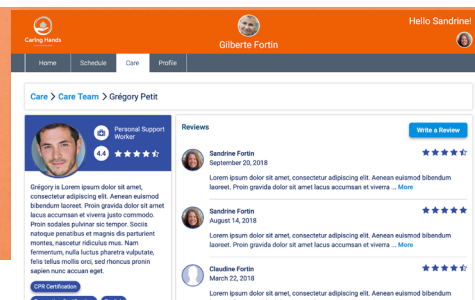 Hello Sandrine!
Caring Hands
Gilberte Fortin
Home Schedule Care Profile
Care > Care Team > Grégory Petit
Personal Support
Worker
4.4
Grégory is Lorem ipsum dolor sit amet,
consectetur adipiscing elit. Aenean euismod
bibendum laoreet. Proin gravida dolor sit amet
lacus accumsan et viverra justo commodo.
Proin sodales pulvinar sic tempor. Sociis
natoque penatibus et magnis dis parturient
montes, nascetur ridiculus mus. Nam
fermentum, nulla luctus pharetra vulputate,
felis tellus mollis orci, sed rhoncus pronin
sapien nunc accuan eget.
CPR Certification
Reviews
Write a Review
Sandrine Fortin
September 20, 2018
Lorem ipsum dolor sit amet, consectetur adipiscing elit. Aenean euismod bibendum
laoreet. Proin gravida dolor sit amet lacus accumsan et viverra ... More
Sandrine Fortin
August 14, 2018
Lorem ipsum dolor sit amet, consectetur adipiscing elit. Aenean euismod bibendum
laoreet. Proin gravida dolor sit amet lacus accumsan et viverra ... More
Claudine Fortin
March 22, 2018
Lorem ipsum dolor sit amet, consectetur adipiscing elit. Aenean euismod bibendum